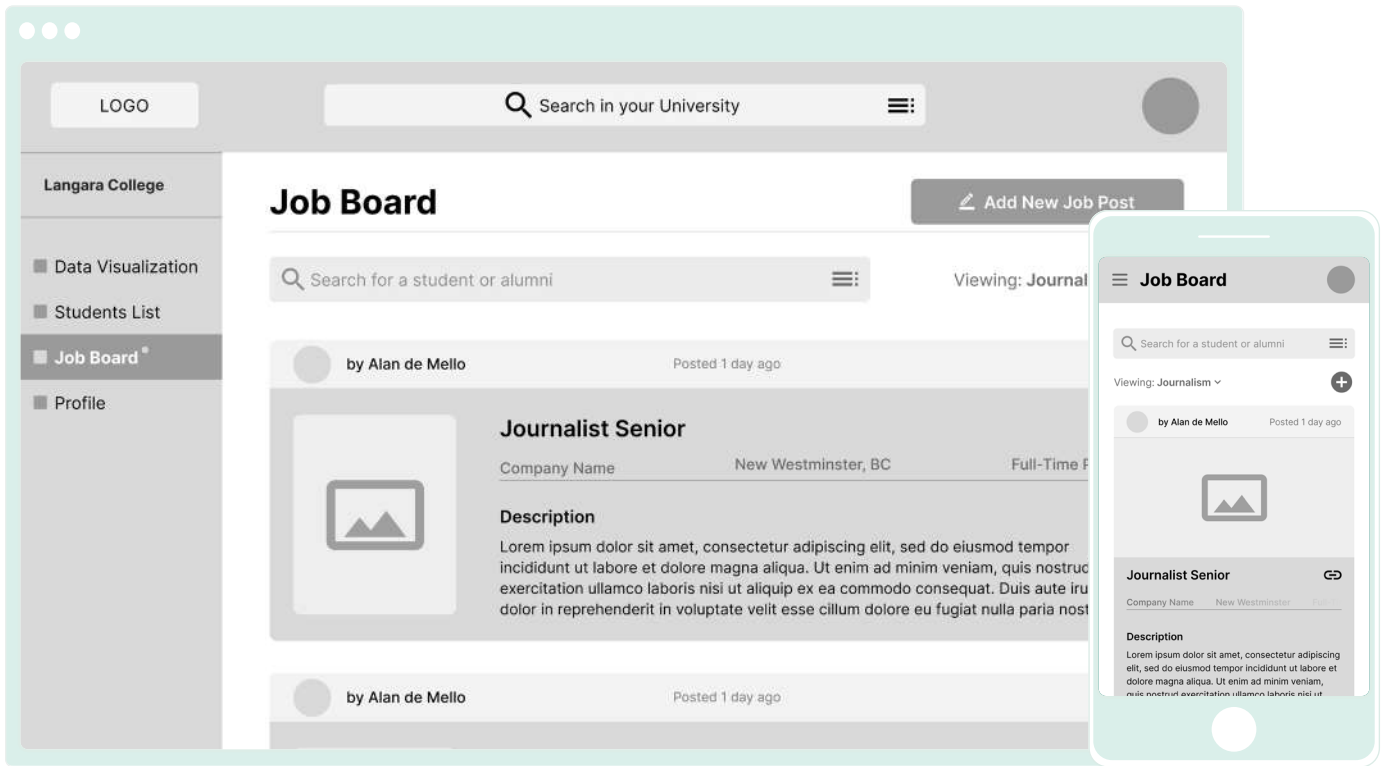 LOGO
Search in your University
Langara College
Data Visualization
Students List
Job Board
Profile
Job Board
Add New Job Post
Search for a student or alumni
Viewing: Journal
by Alan de Mello
Posted 1 day ago
Journalist Senior
Company Name
New Westminster, BC
Full-Time
Description
Lorem ipsum dolor sit amet, consectetur adipiscing elit, sed do eiusmod tempor
incididunt ut labore et dolore magna aliqua. Ut enim ad minim veniam, quis nostrud
exercitation ullamco laboris nisi ut aliquip ex ea commodo consequat. Duis aute iru
dolor in reprehenderit in voluptate velit esse cillum dolore eu fugiat nulla paria nost
by Alan de Mello
Posted 1 day ago
Job Board
Search for a student or alumni
Viewing: Journalism
by Alan de Mello
Posted 1 day ago
Journalist Senior
Company Name
New Westminster
Description
Lorem ipsum dolor sit amet, consectetur adipiscing
elit, sed do eiusmod tempor incididunt ut labore et
dolore magna aliqua. Ut enim ad minim veniam,
quis nostrud exercitation ullamco laboris nisi ut